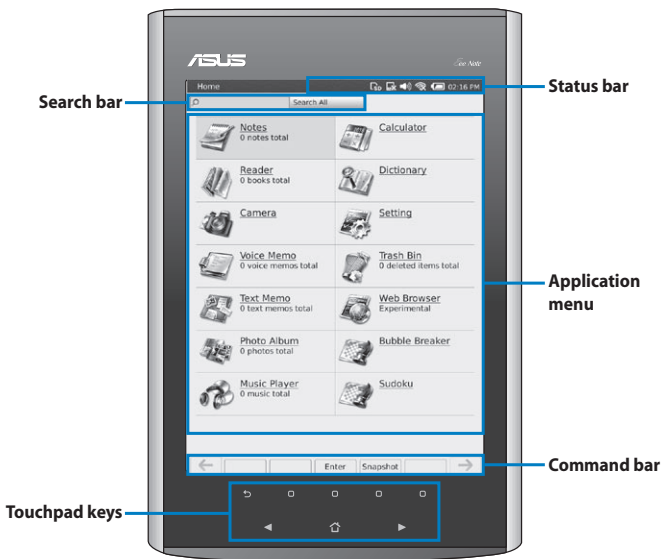 ASUS
Eee Note
Home
02:16 PM
Status bar
Search bar
Search All
Notes
0 notes total
Calculator
Reader
0 books total
Dictionary
Camera
Setting
Voice Memo
0 voice memos total
Trash Bin
0 deleted items total
Text Memo
0 text memos total
Web Browser
Experimental
Application
menu
Photo Album
0 photos total
Bubble Breaker
Music Player
0 music total
Sudoku
Enter
Snapshot
Command bar
Touchpad keys